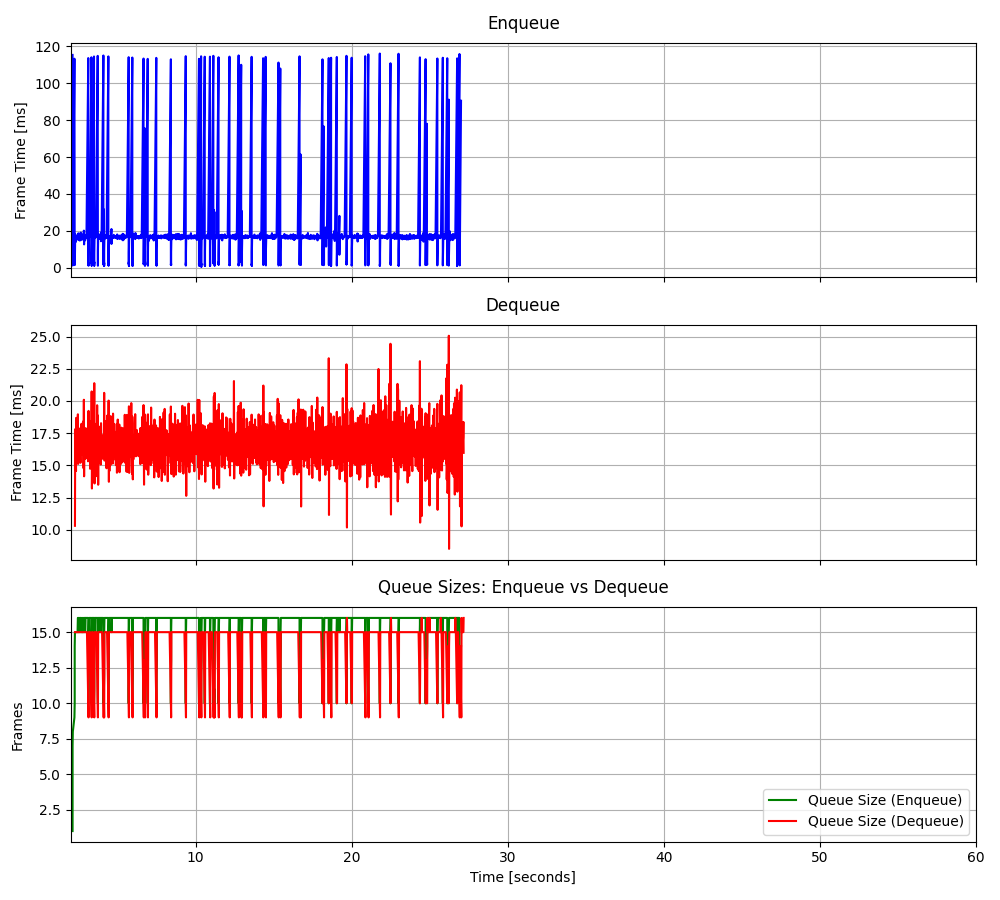 Enqueue
120
100
80
60
40
20
0
Frame Time [ms]
Dequeue
25.0
22.5
20.0
17.5
15.0
12.5
10.0
Frame Time [ms]
Queue Sizes: Enqueue vs Dequeue
15.0
12.5
10.0
7.5
5.0
2.5
Frames
Queue Size (Enqueue)
Queue Size (Dequeue)
10 20 30 40 50 60
Time [seconds]